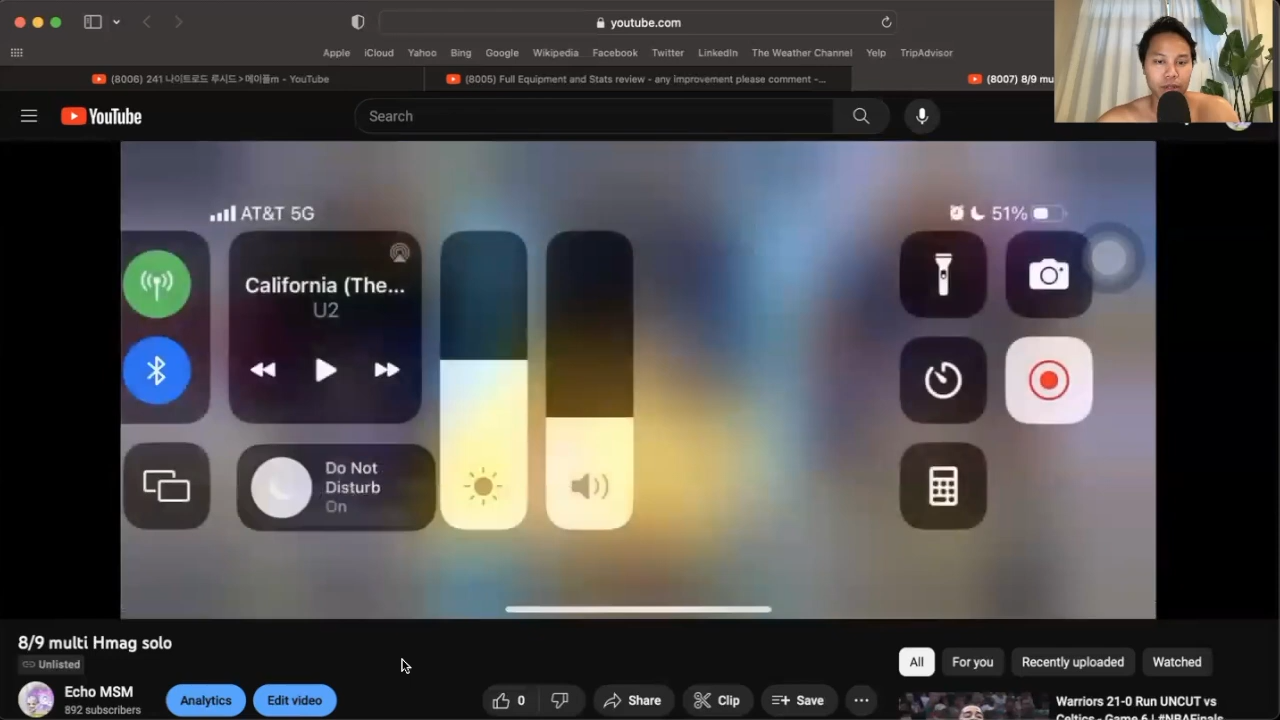 youtube.com
Apple iCloud Yahoo Bing Google Wikipedia Facebook Twitter LinkedIn The Weather Channel Yelp TripAdvisor
(8006) 241 나이트로드 루시드>메이플m - YouTube
(8005) Full Equipment and Stats review - any improvement please comment -...
(8007) 8/9 mu
YouTube
Search
AT&T 5G
51%
California (The...
U2
Do Not
Disturb
On
8/9 multi Hmag solo
Unlisted
Echo MSM
892 subscribers
Analytics
Edit video
0
Share
Clip
Save
All
For you
Recently uploaded
Watched
Warriors 21-0 Run UNCUT vs
Celtics - Game 6 | #NBAFinals